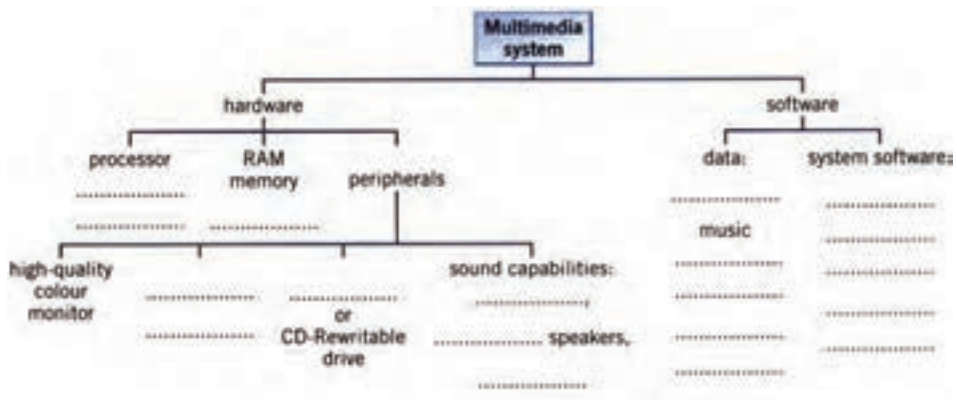 Multimedia
system
hardware
software
processor
RAM
memory
peripherals
data:
system software:
music
high-quality
colour
monitor
or
CD-Rewritable
drive
sound capabilities:
,
speakers,